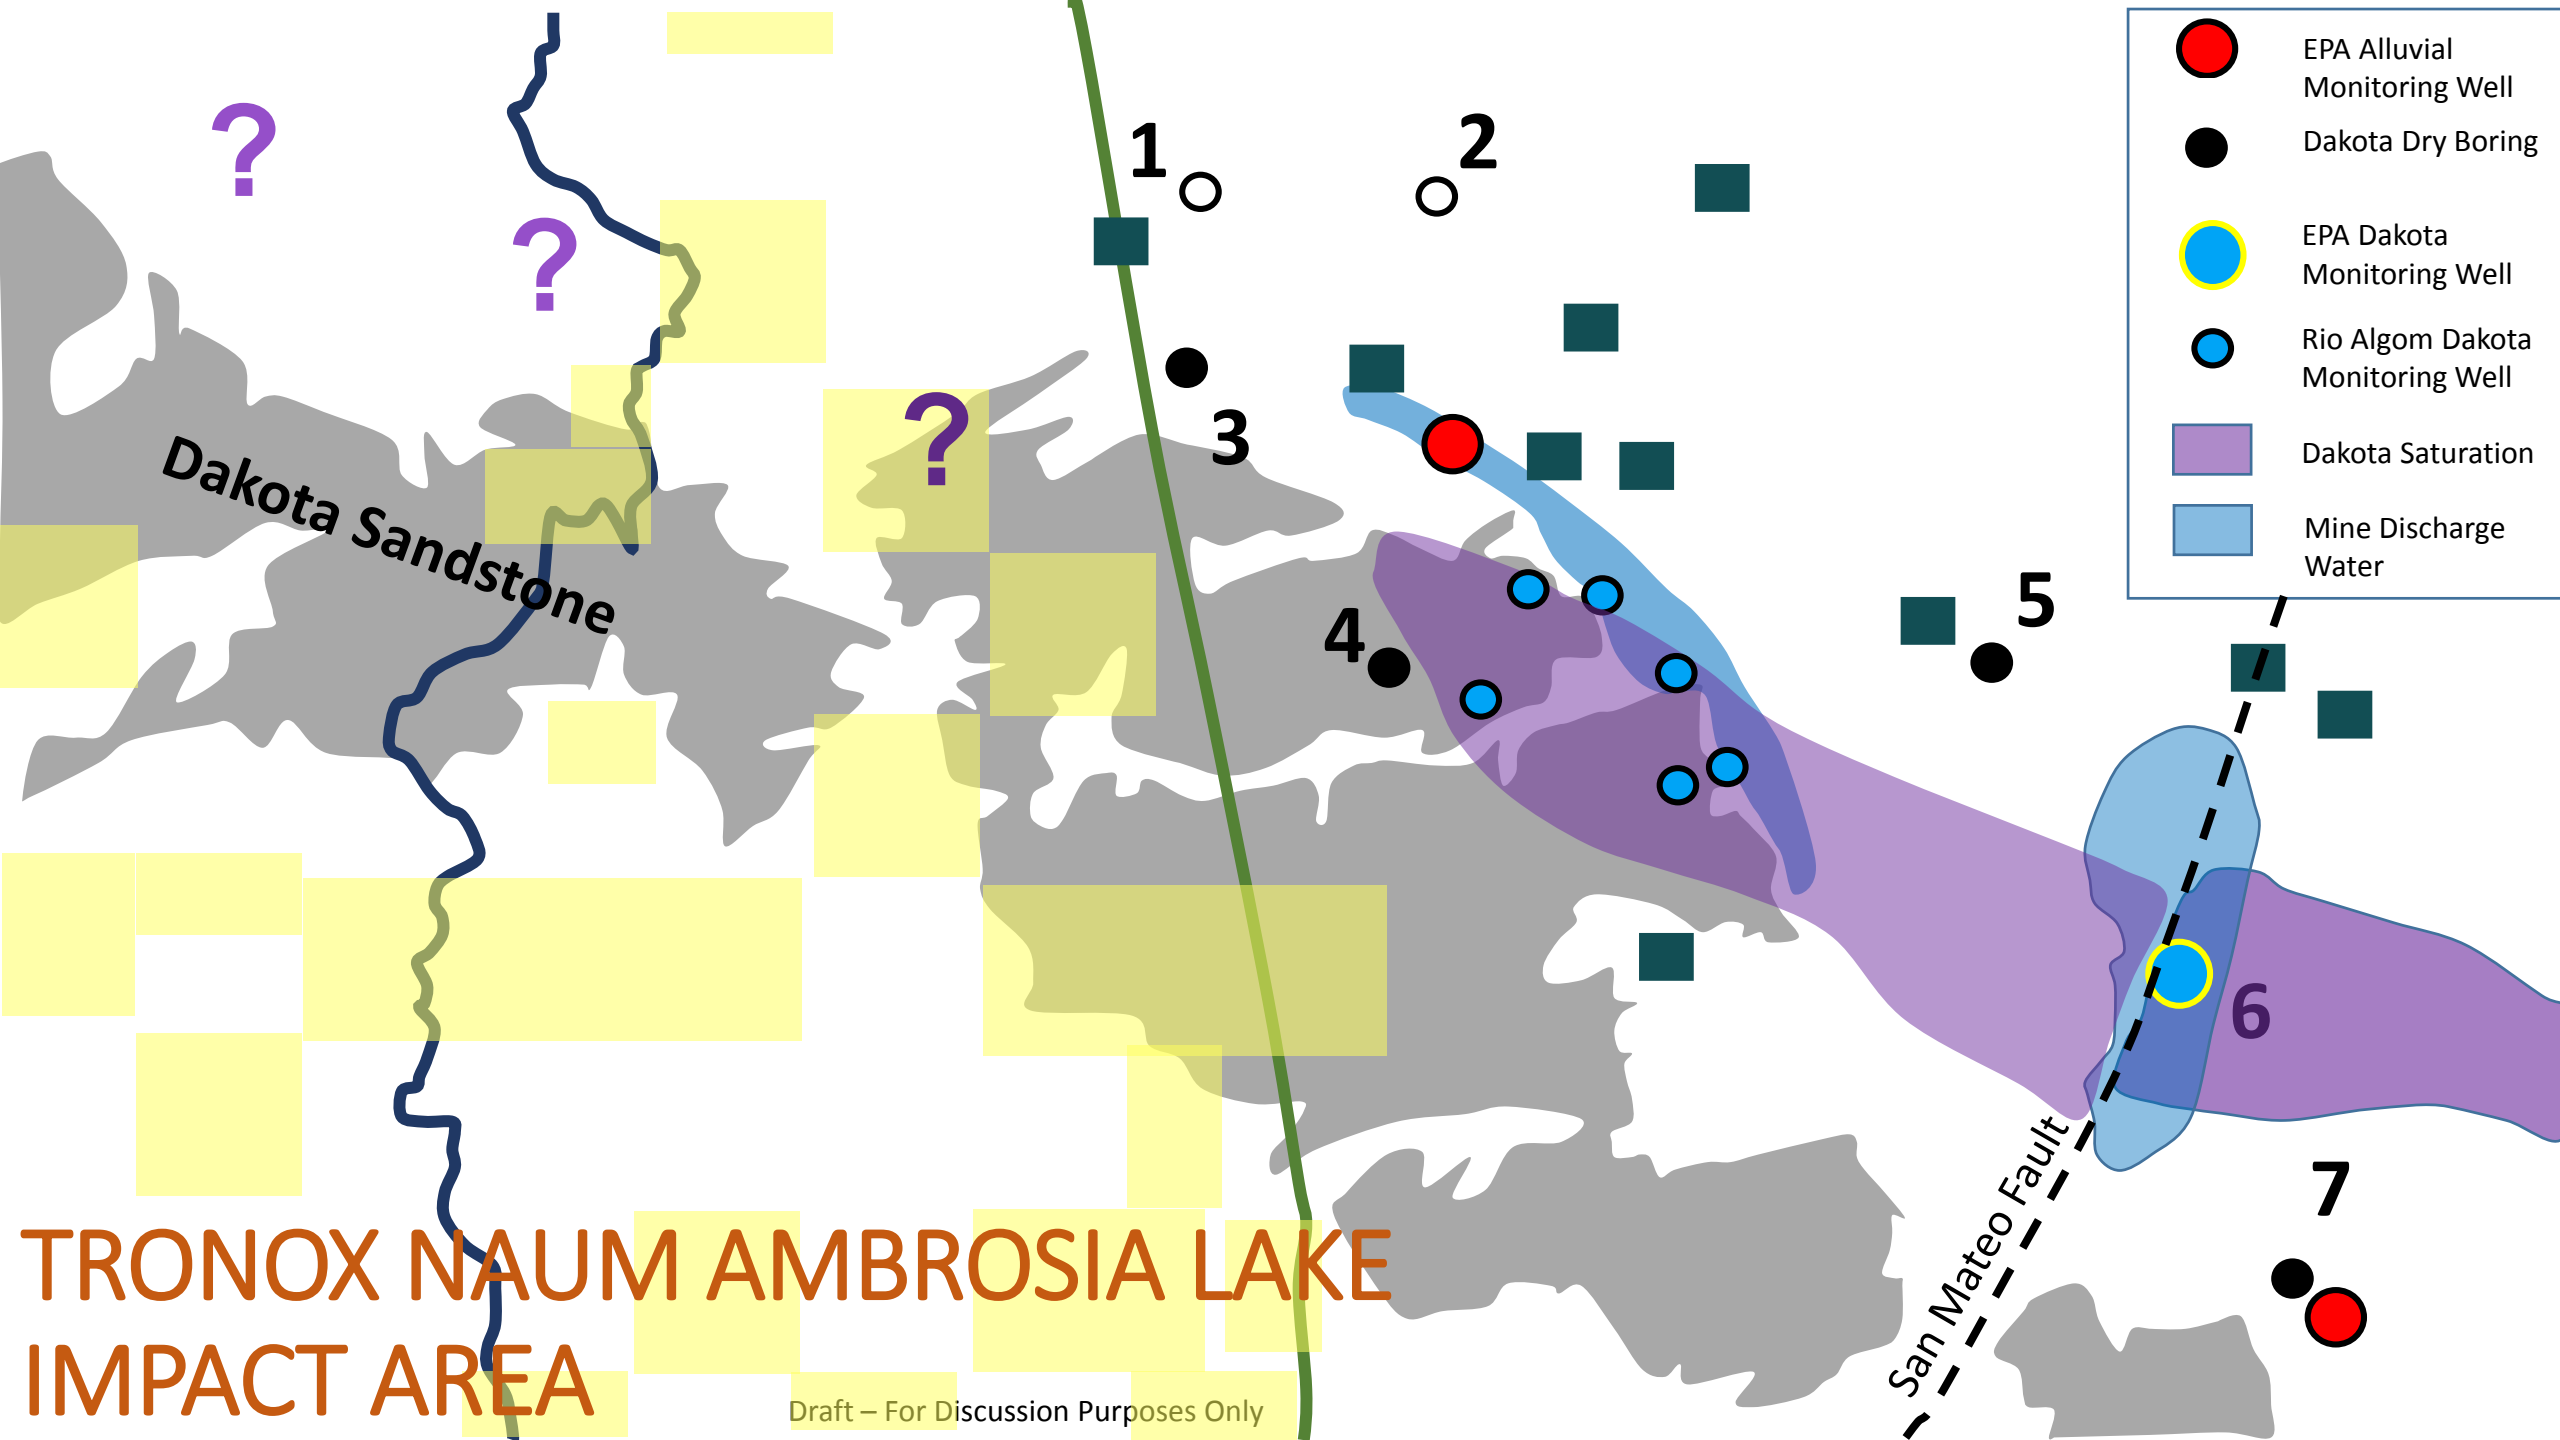 EPA Alluvial
Monitoring Well
Dakota Dry Boring
EPA Dakota
Monitoring Well
Rio Algom Dakota
Monitoring Well
Dakota Saturation
Mine Discharge
Water
?
?
?
1
2
3
4
5
6
7
Dakota Sandstone
San Mateo Fault
TRONOX NAUM AMBROSIA LAKE
IMPACT AREA
Draft – For Discussion Purposes Only